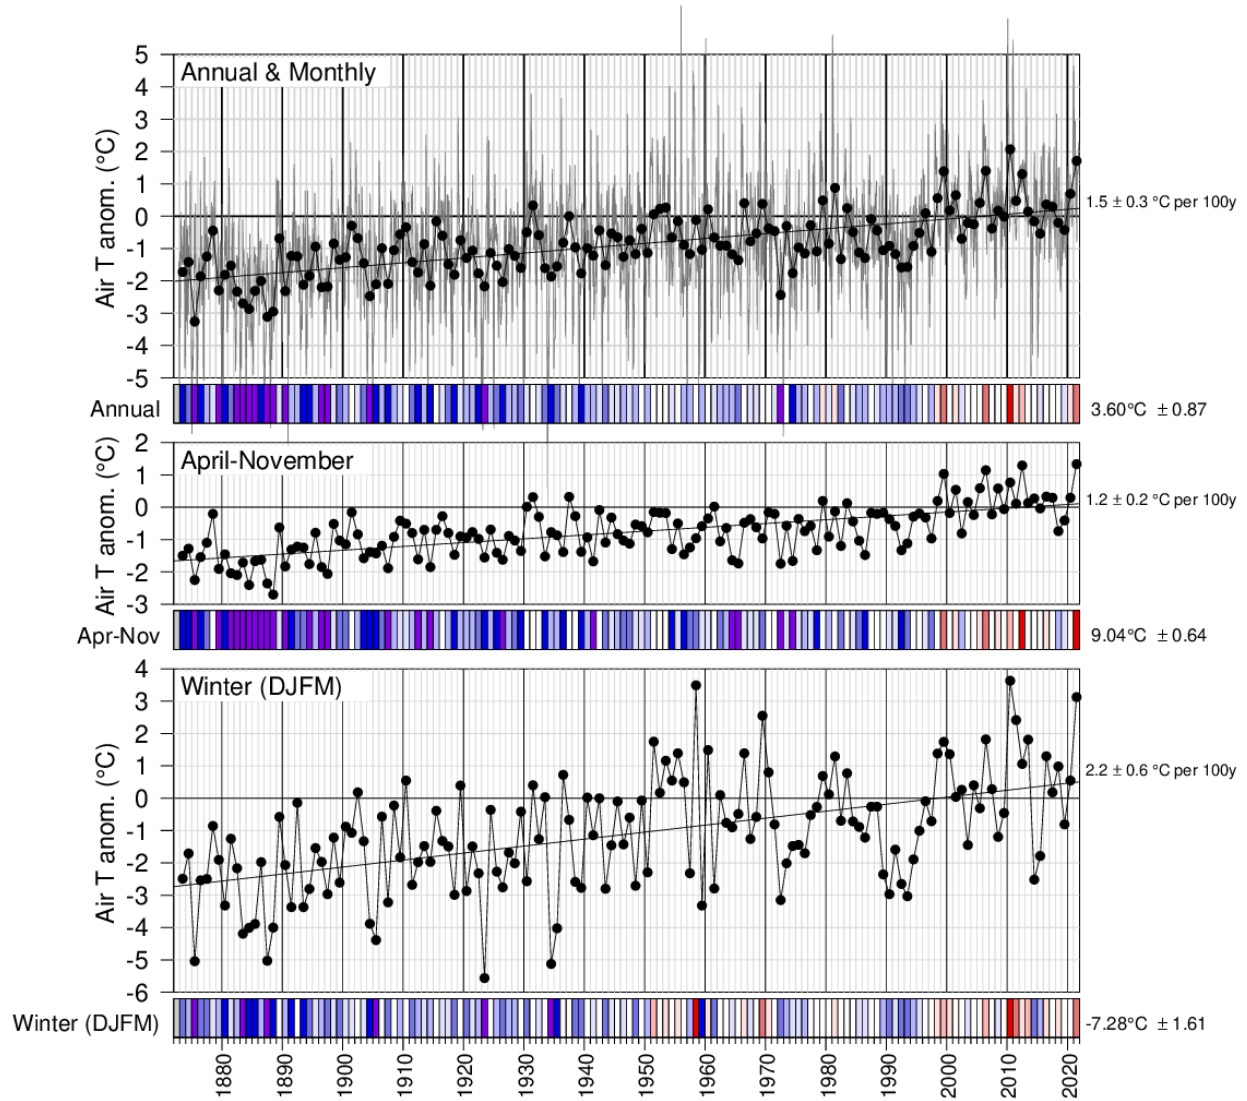 5
Annual & Monthly
4
3
2
1
0
-1
-2
-3
-4
-5
Air T anom. (°C)
1.5 ± 0.3 °C per 100y
Annual
3.60°C ± 0.87
2
April-November
1
0
-1
-2
-3
Air T anom. (°C)
1.2 ± 0.2 °C per 100y
Apr-Nov
9.04°C ± 0.64
4
Winter (DJFM)
3
2
1
0
-1
-2
-3
-4
-5
-6
Air T anom. (°C)
2.2 ± 0.6 °C per 100y
Winter (DJFM)
-7.28°C ± 1.61
1880 1890 1900 1910 1920 1930 1940 1950 1960 1970 1980 1990 2000 2010 2020